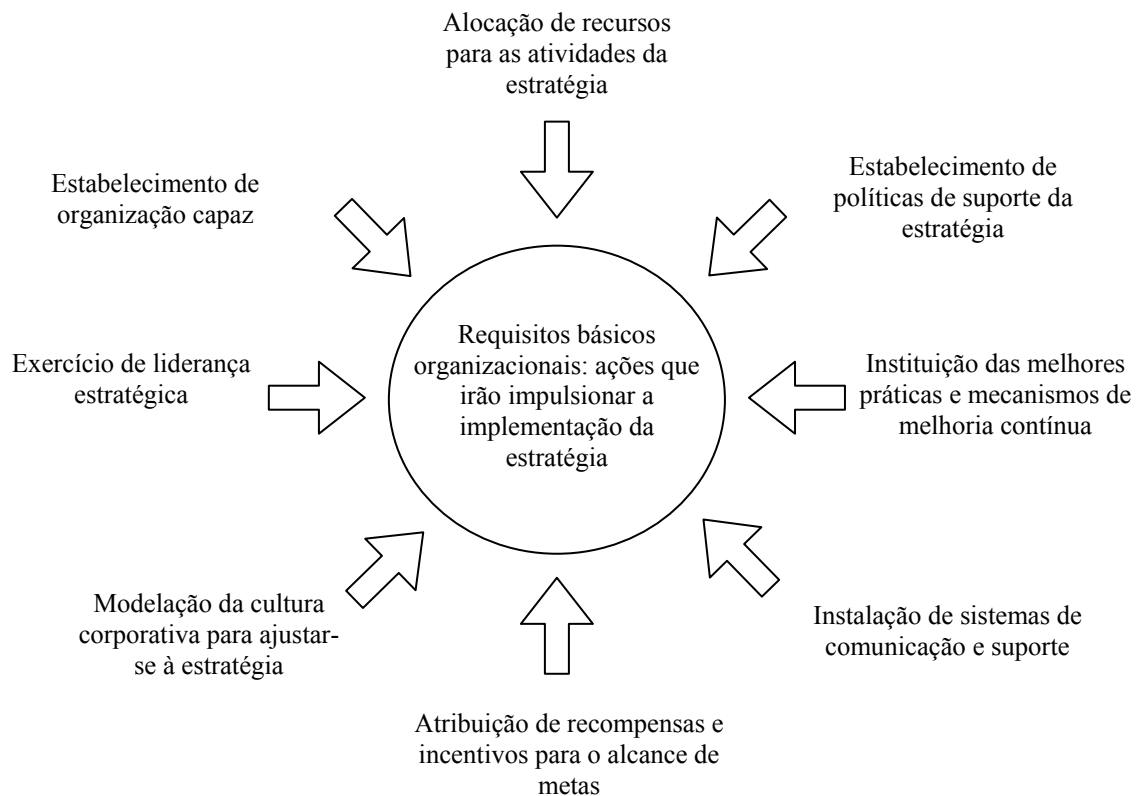 Alocação de recursos
para as atividades da
estratégia
Estabelecimento de
organização capaz
Estabelecimento de
políticas de suporte da
estratégia
Requisitos básicos
organizacionais: ações que
irão impulsionar a
implementação da
estratégia
Exercício de liderança
estratégica
Instituição das melhores
práticas e mecanismos de
melhoria contínua
Modelação da cultura
corporativa para ajustar-
se à estratégia
Instalação de sistemas de
comunicação e suporte
Atribuição de recompensas e
incentivos para o alcance de
metas